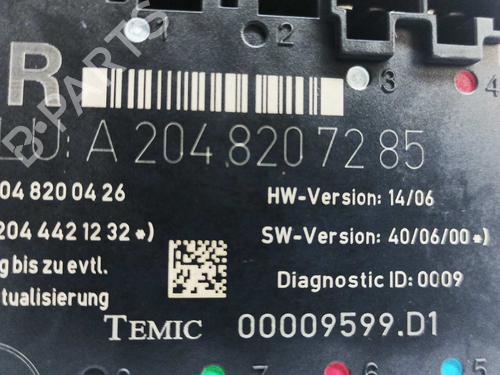 B-PARTS
1
2
3
4
R
ZGS: A 204 820 72 85
04 820 04 26
HW-Version: 14/06
204 442 12 32 *)
SW-Version: 40/06/00 *)
g bis zu evtl.
Diagnostic ID: 0009
tualisierung
TEMIC 00009599.D1
7
6
5